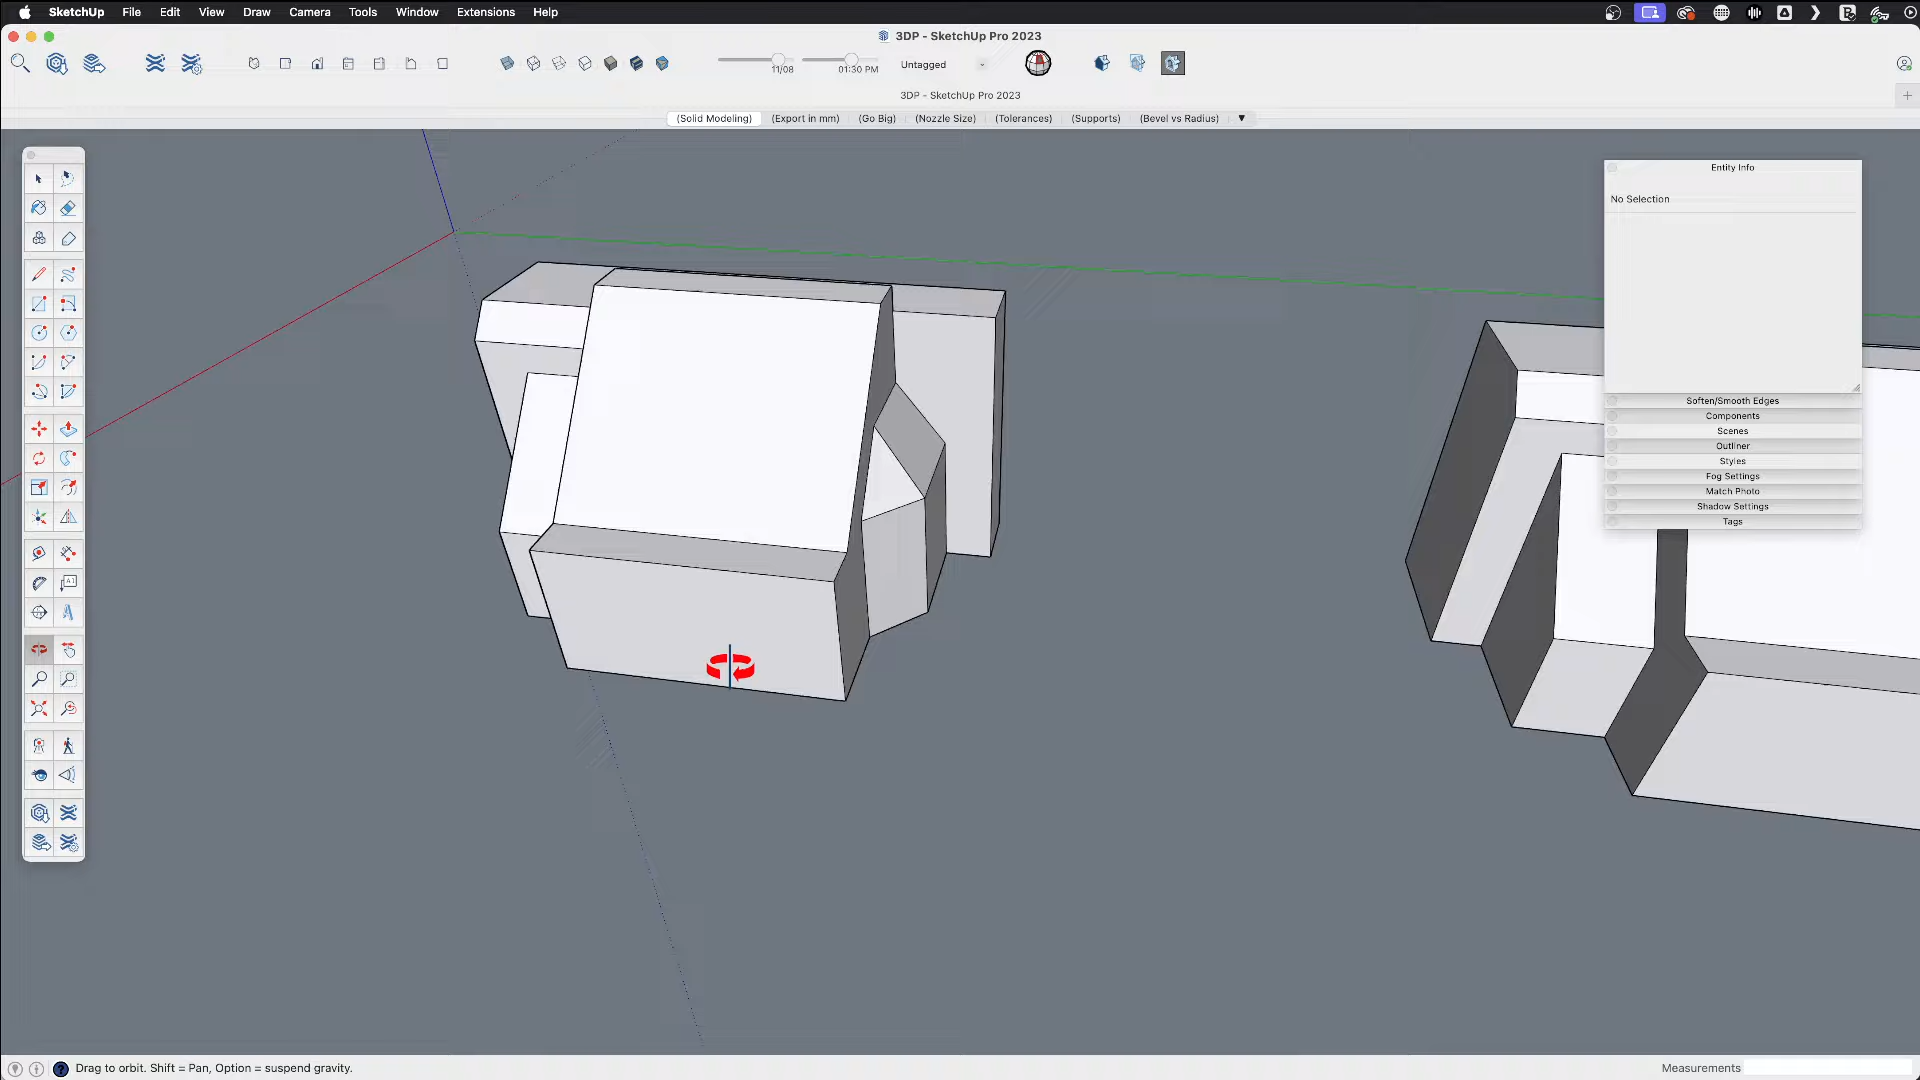 SketchUp File Edit View Draw Camera Tools Window Extensions Help
3DP - SketchUp Pro 2023
11/08 01:30 PM Untagged
3DP - SketchUp Pro 2023
(Solid Modeling) (Export in mm) (Go Big) (Nozzle Size) (Tolerances) (Supports) (Bevel vs Radius)
Entity Info
No Selection
Soften/Smooth Edges
Components
Scenes
Outliner
Styles
Fog Settings
Match Photo
Shadow Settings
Tags
Drag to orbit. Shift = Pan, Option = suspend gravity.
Measurements